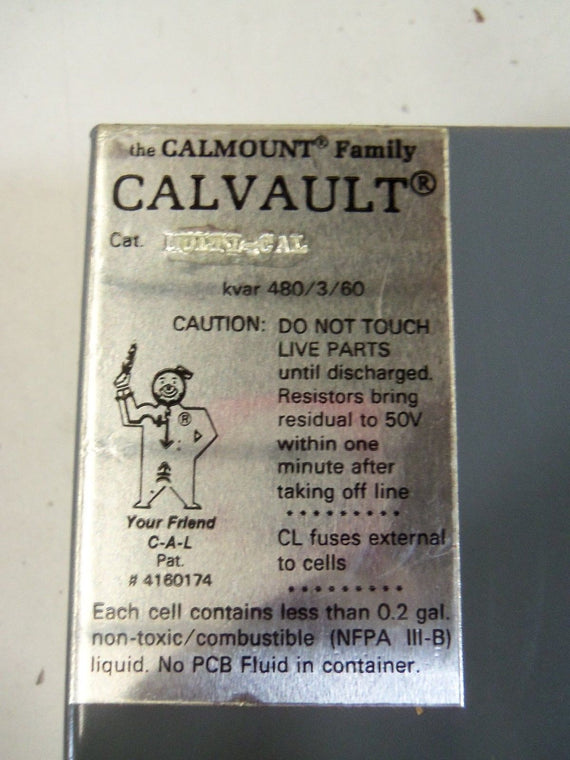 the CALMOUNT® Family
CALVAULT®
Cat. MULTI-CAL
kvar 480/3/60
CAUTION: DO NOT TOUCH
LIVE PARTS
until discharged.
Resistors bring
residual to 50V
within one
minute after
taking off line
®
Your Friend
C-A-L
Pat.
# 4160174
CL fuses external
to cells
Each cell contains less than 0.2 gal.
non-toxic/combustible (NFPA III-B)
liquid. No PCB Fluid in container.